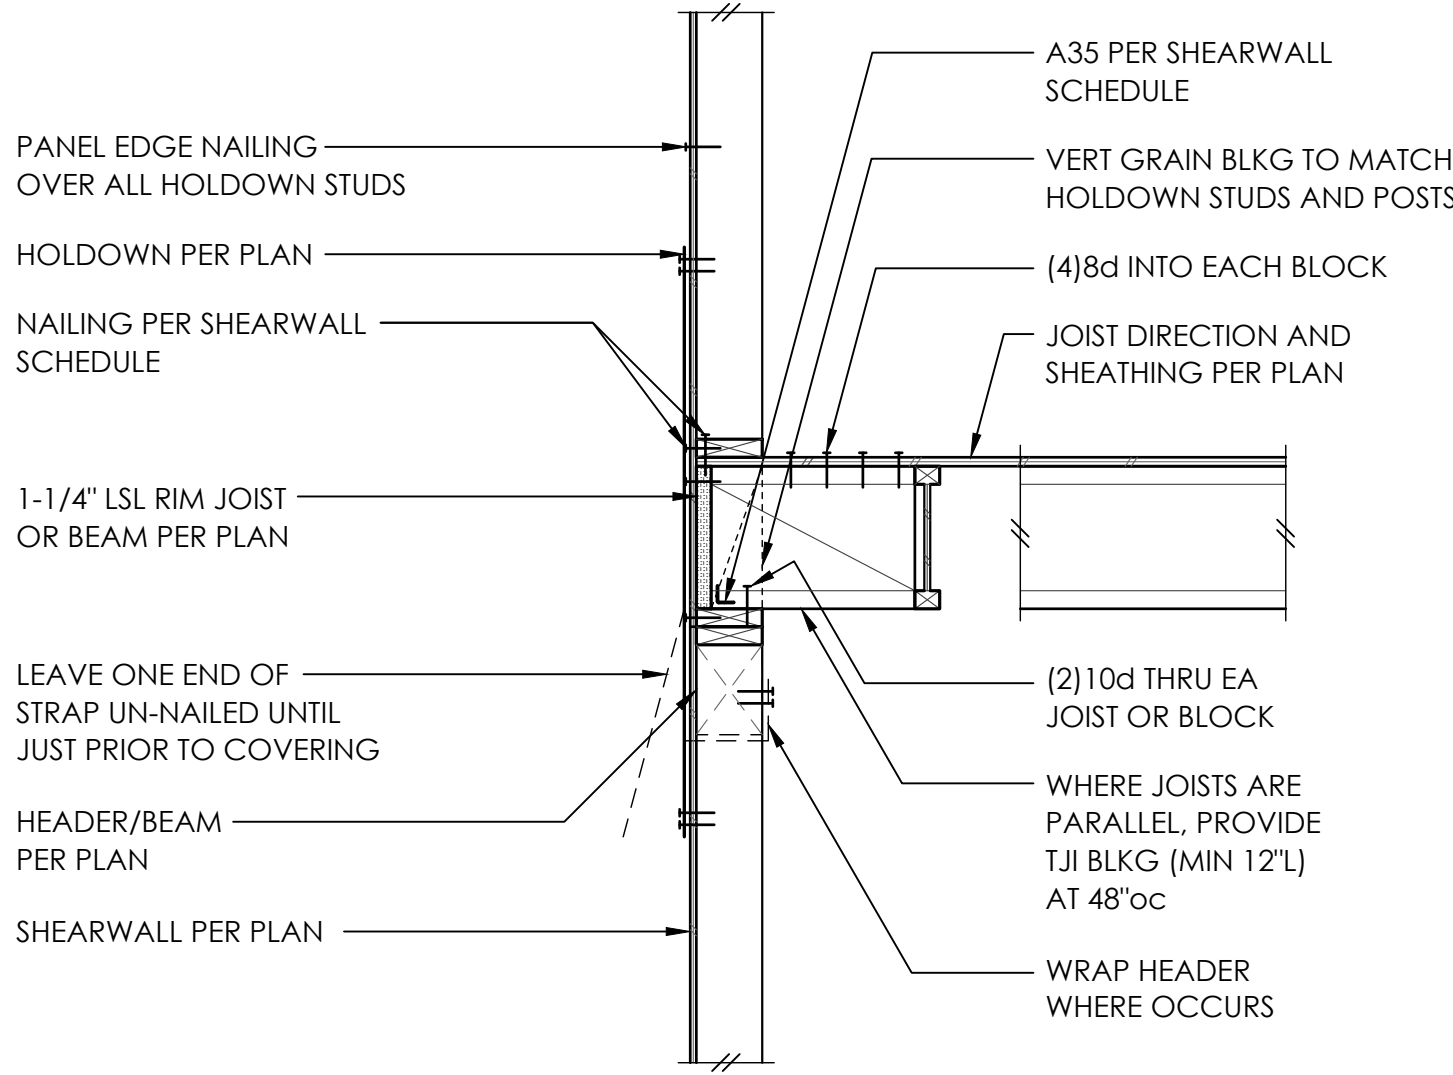 PANEL EDGE NAILING
OVER ALL HOLDOWN STUDS
HOLDOWN PER PLAN
NAILING PER SHEARWALL
SCHEDULE
1-1/4" LSL RIM JOIST
OR BEAM PER PLAN
LEAVE ONE END OF
STRAP UN-NAILED UNTIL
JUST PRIOR TO COVERING
HEADER/BEAM
PER PLAN
SHEARWALL PER PLAN
A35 PER SHEARWALL
SCHEDULE
VERT GRAIN BLKG TO MATCH
HOLDOWN STUDS AND POSTS
(4)8d INTO EACH BLOCK
JOIST DIRECTION AND
SHEATHING PER PLAN
(2)10d THRU EA
JOIST OR BLOCK
WHERE JOISTS ARE
PARALLEL, PROVIDE
TJI BLKG (MIN 12"L)
AT 48"oc
WRAP HEADER
WHERE OCCURS